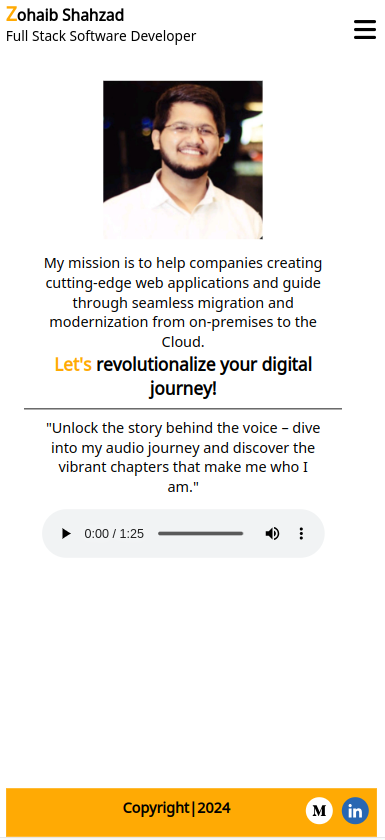 Zohaib Shahzad
Full Stack Software Developer
My mission is to help companies creating
cutting-edge web applications and guide
through seamless migration and
modernization from on-premises to the
Cloud.
Let's revolutionalize your digital
journey!
"Unlock the story behind the voice – dive
into my audio journey and discover the
vibrant chapters that make me who I
am."
0:00 / 1:25
Copyright|2024
M
in